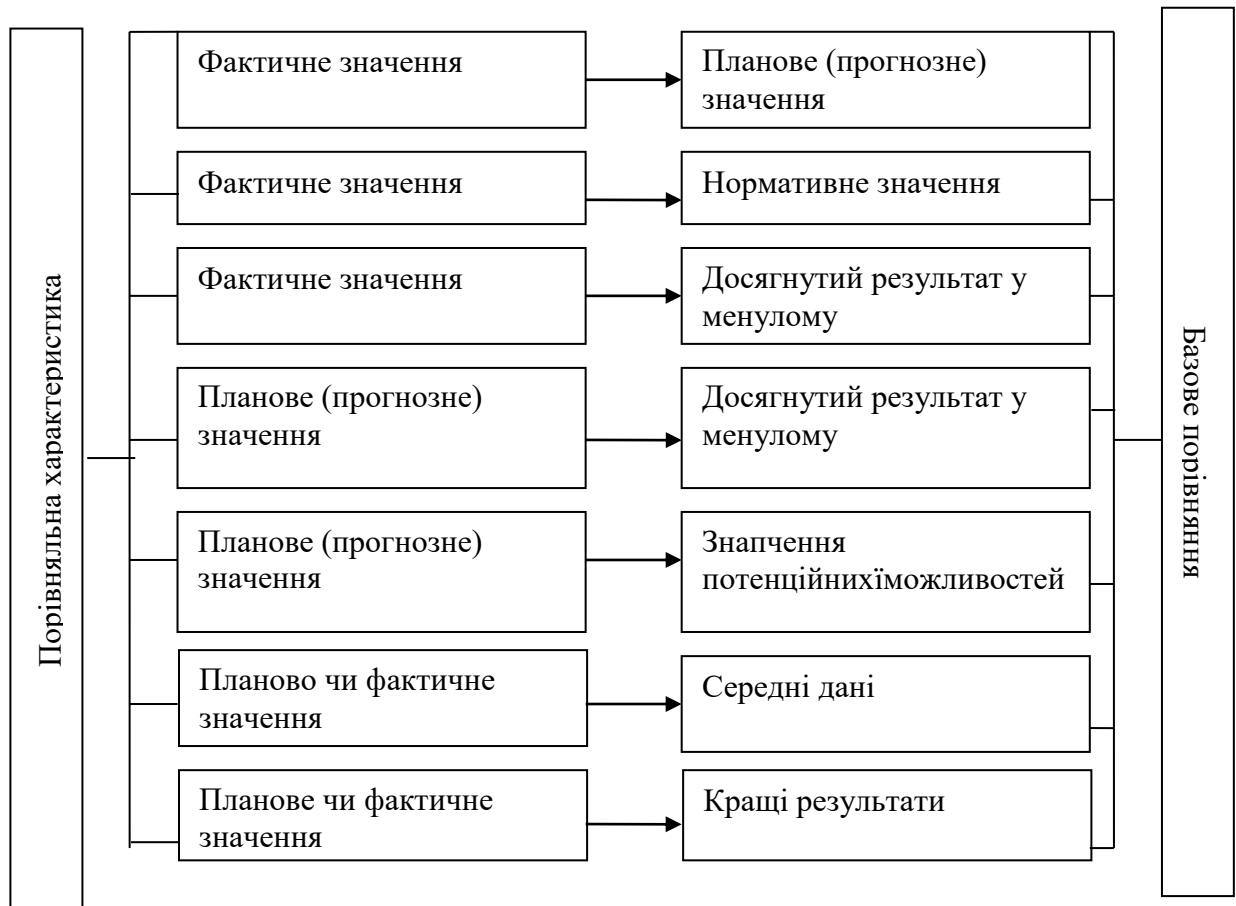 Порівняльна характеристика
Фактичне значення
Планове (прогнозне)
значення
Фактичне значення
Нормативне значення
Фактичне значення
Досягнутий результат у
менулому
Планове (прогнозне)
значення
Досягнутий результат у
менулому
Планове (прогнозне)
значення
Знапчення
потенційнихїможливостей
Планово чи фактичне
значення
Середні дані
Планове чи фактичне
значення
Кращі результати
Базове порівняння